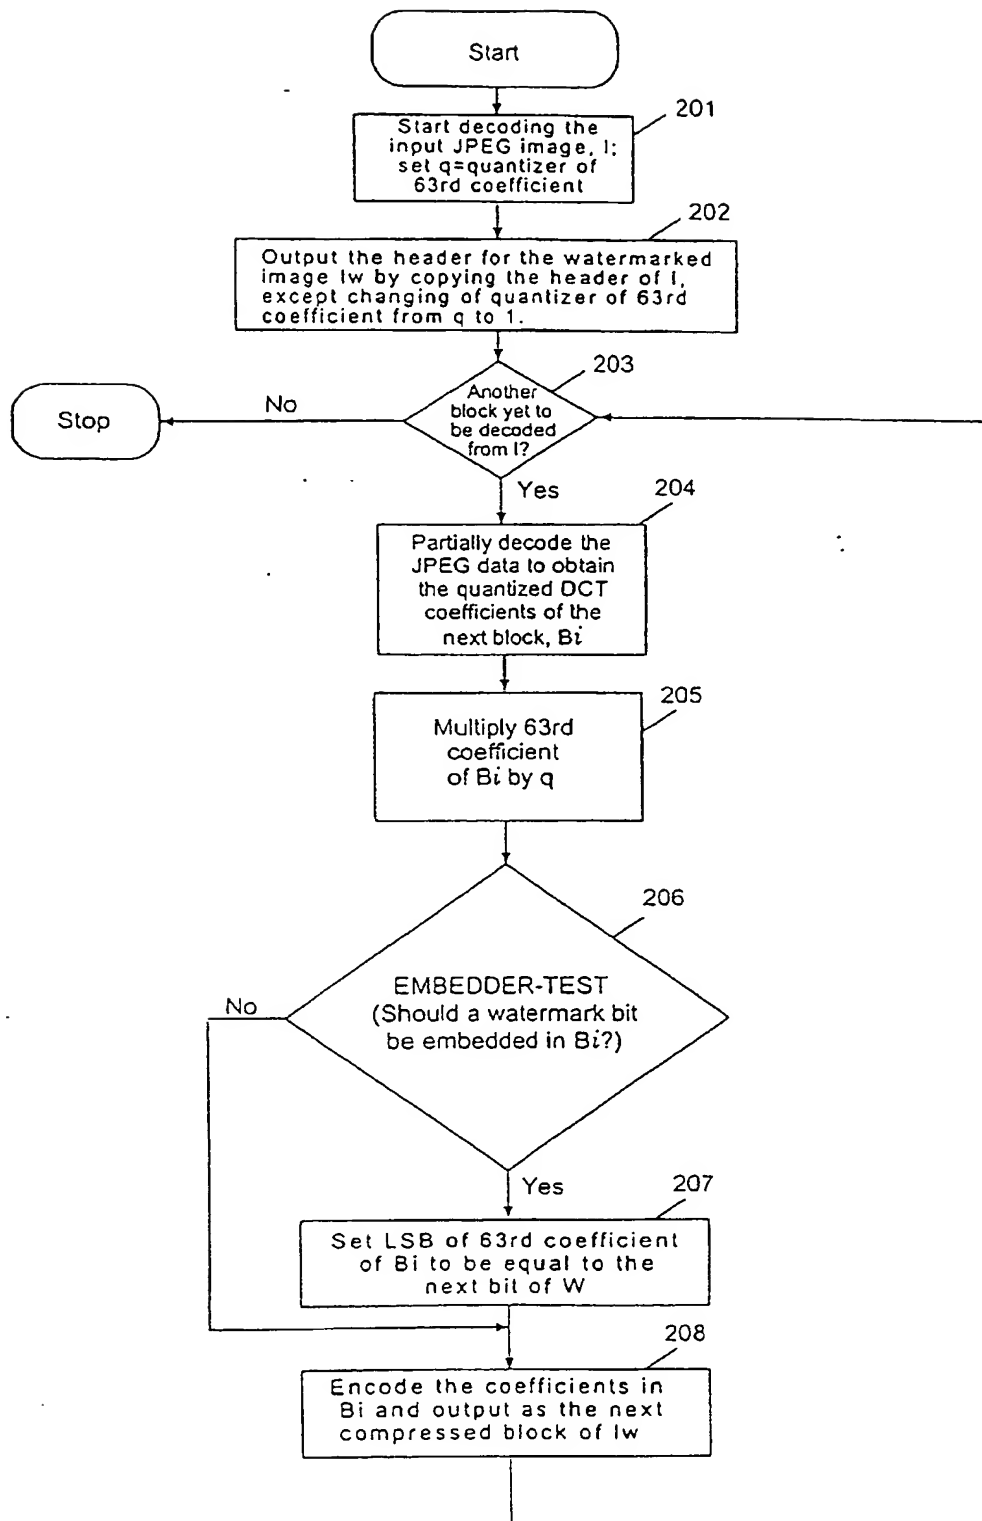 Start
201
Start decoding the
input JPEG image, I;
set q=quantizer of
63rd coefficient
202
Output the header for the watermarked
image Iw by copying the header of I,
except changing of quantizer of 63rd
coefficient from q to 1.
203
Another
block yet to
be decoded
from I?
No
Stop
Yes
204
Partially decode the
JPEG data to obtain
the quantized DCT
coefficients of the
next block, Bi
205
Multiply 63rd
coefficient
of Bi by q
206
EMBEDDER-TEST
(Should a watermark bit
be embedded in Bi?)
No
Yes
207
Set LSB of 63rd coefficient
of Bi to be equal to the
next bit of W
208
Encode the coefficients in
Bi and output as the next
compressed block of Iw